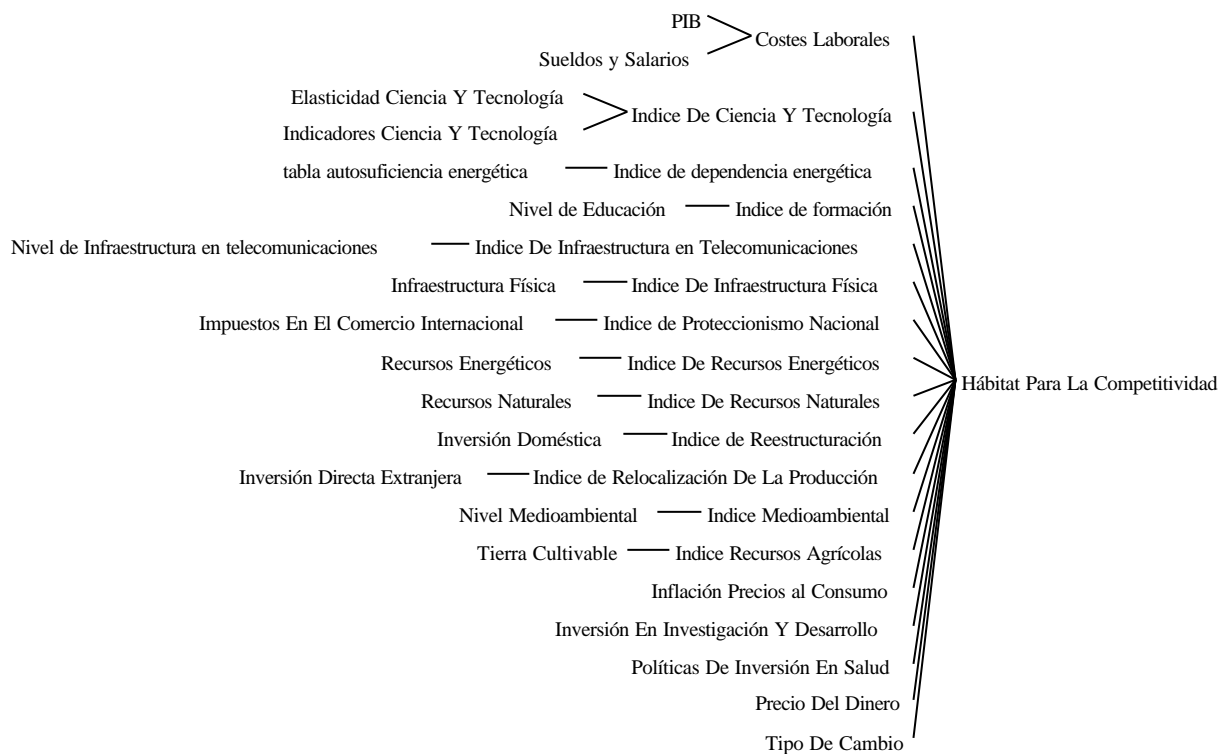 PIB
Costes Laborales
Sueldos y Salarios
Elasticidad Ciencia Y Tecnología
Indice De Ciencia Y Tecnología
Indicadores Ciencia Y Tecnología
tabla autosuficiencia energética Indice de dependencia energética
Nivel de Educación Indice de formación
Nivel de Infraestructura en telecomunicaciones Indice De Infraestructura en Telecomunicaciones
Infraestructura Física Indice De Infraestructura Física
Impuestos En El Comercio Internacional Indice de Proteccionismo Nacional
Recursos Energéticos Indice De Recursos Energéticos
Hábitat Para La Competitividad
Recursos Naturales Indice De Recursos Naturales
Inversión Doméstica Indice de Reestructuración
Inversión Directa Extranjera Indice de Relocalización De La Producción
Nivel Medioambiental Indice Medioambiental
Tierra Cultivable Indice Recursos Agrícolas
Inflación Precios al Consumo
Inversión En Investigación Y Desarrollo
Políticas De Inversión En Salud
Precio Del Dinero
Tipo De Cambio